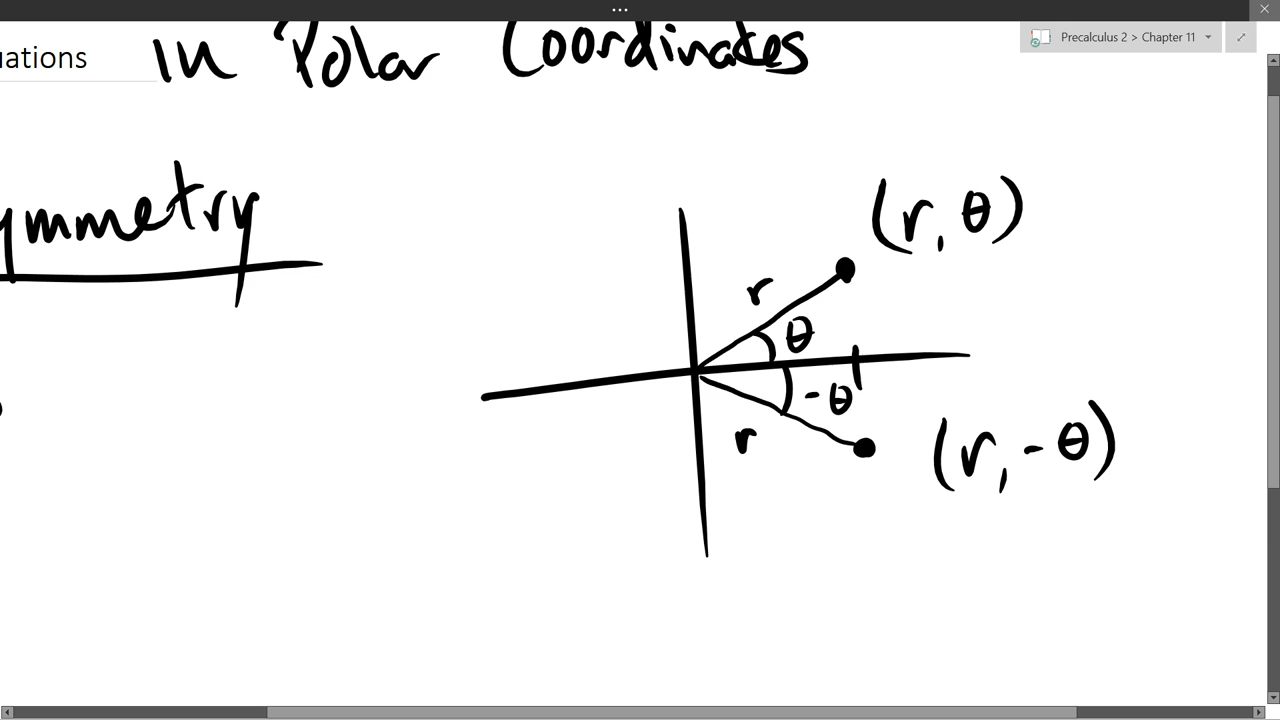 ...
Precalculus 2 > Chapter 11
uations
in Polar Coordinates
ymmetry
(r, θ)
r
θ
-θ
r
(r, -θ)